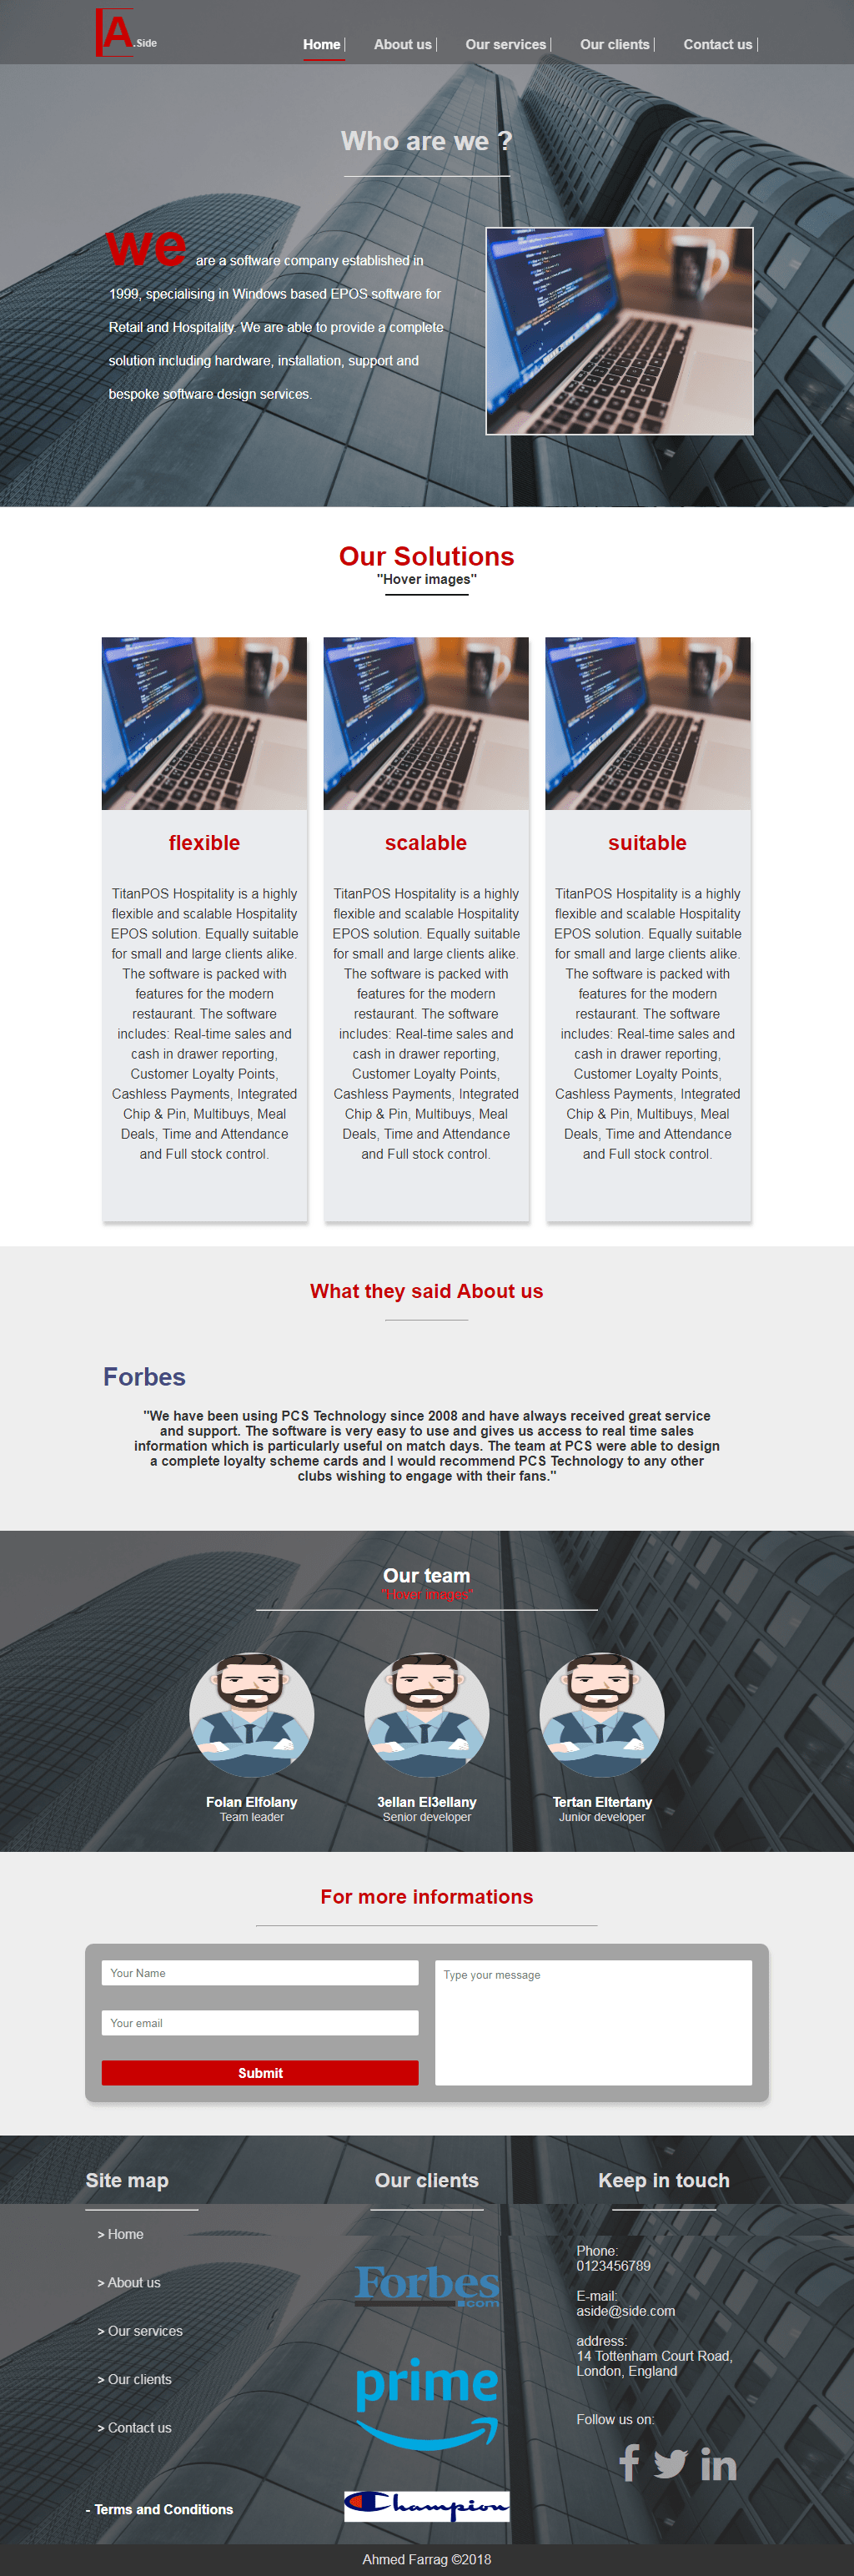 A.Side
Home
About us
Our services
Our clients
Contact us
Who are we ?
we are a software company established in
1999, specialising in Windows based EPOS software for
Retail and Hospitality. We are able to provide a complete
solution including hardware, installation, support and
bespoke software design services.
Our Solutions
"Hover images"
flexible
TitanPOS Hospitality is a highly
flexible and scalable Hospitality
EPOS solution. Equally suitable
for small and large clients alike.
The software is packed with
features for the modern
restaurant. The software
includes: Real-time sales and
cash in drawer reporting,
Customer Loyalty Points,
Cashless Payments, Integrated
Chip & Pin, Multibuys, Meal
Deals, Time and Attendance
and Full stock control.
scalable
TitanPOS Hospitality is a highly
flexible and scalable Hospitality
EPOS solution. Equally suitable
for small and large clients alike.
The software is packed with
features for the modern
restaurant. The software
includes: Real-time sales and
cash in drawer reporting,
Customer Loyalty Points,
Cashless Payments, Integrated
Chip & Pin, Multibuys, Meal
Deals, Time and Attendance
and Full stock control.
suitable
TitanPOS Hospitality is a highly
flexible and scalable Hospitality
EPOS solution. Equally suitable
for small and large clients alike.
The software is packed with
features for the modern
restaurant. The software
includes: Real-time sales and
cash in drawer reporting,
Customer Loyalty Points,
Cashless Payments, Integrated
Chip & Pin, Multibuys, Meal
Deals, Time and Attendance
and Full stock control.
What they said About us
Forbes
"We have been using PCS Technology since 2008 and have always received great service
and support. The software is very easy to use and gives us access to real time sales
information which is particularly useful on match days. The team at PCS were able to design
a complete loyalty scheme cards and I would recommend PCS Technology to any other
clubs wishing to engage with their fans."
Our team
"Hover images"
Folan Elfolany
Team leader
3ellan El3ellany
Senior developer
Tertan Eltertany
Junior developer
For more informations
Your Name
Your email
Submit
Type your message
Site map
> Home
> About us
> Our services
> Our clients
> Contact us
- Terms and Conditions
Our clients
Forbes
.com
prime
Champion
Keep in touch
Phone:
0123456789
E-mail:
aside@side.com
address:
14 Tottenham Court Road,
London, England
Follow us on:
Ahmed Farrag ©2018